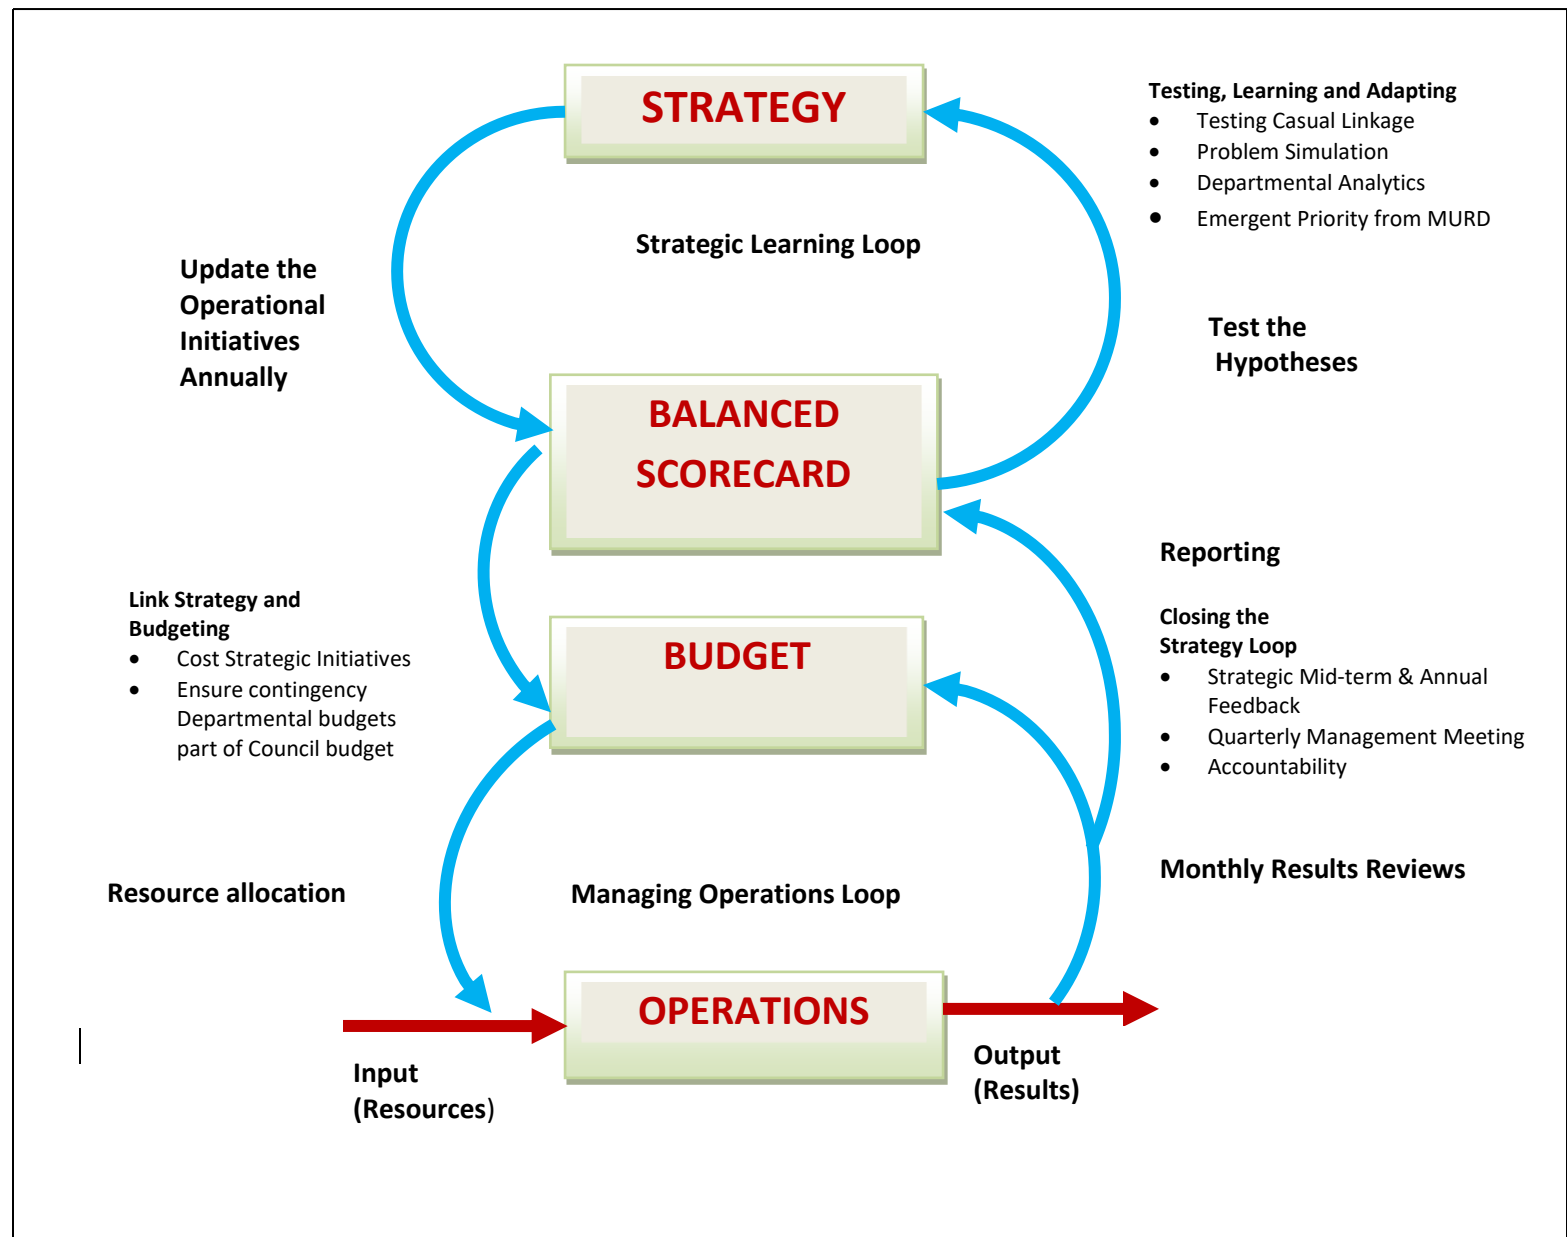 STRATEGY
Testing, Learning and Adapting
• Testing Casual Linkage
• Problem Simulation
• Departmental Analytics
• Emergent Priority from MURD
Strategic Learning Loop
Update the
Operational
Initiatives
Annually
Test the
Hypotheses
BALANCED
SCORECARD
Reporting
Link Strategy and
Budgeting
• Cost Strategic Initiatives
• Ensure contingency
Departmental budgets
part of Council budget
BUDGET
Closing the
Strategy Loop
• Strategic Mid-term & Annual
Feedback
• Quarterly Management Meeting
• Accountability
Resource allocation
Managing Operations Loop
Monthly Results Reviews
OPERATIONS
Input
(Resources)
Output
(Results)